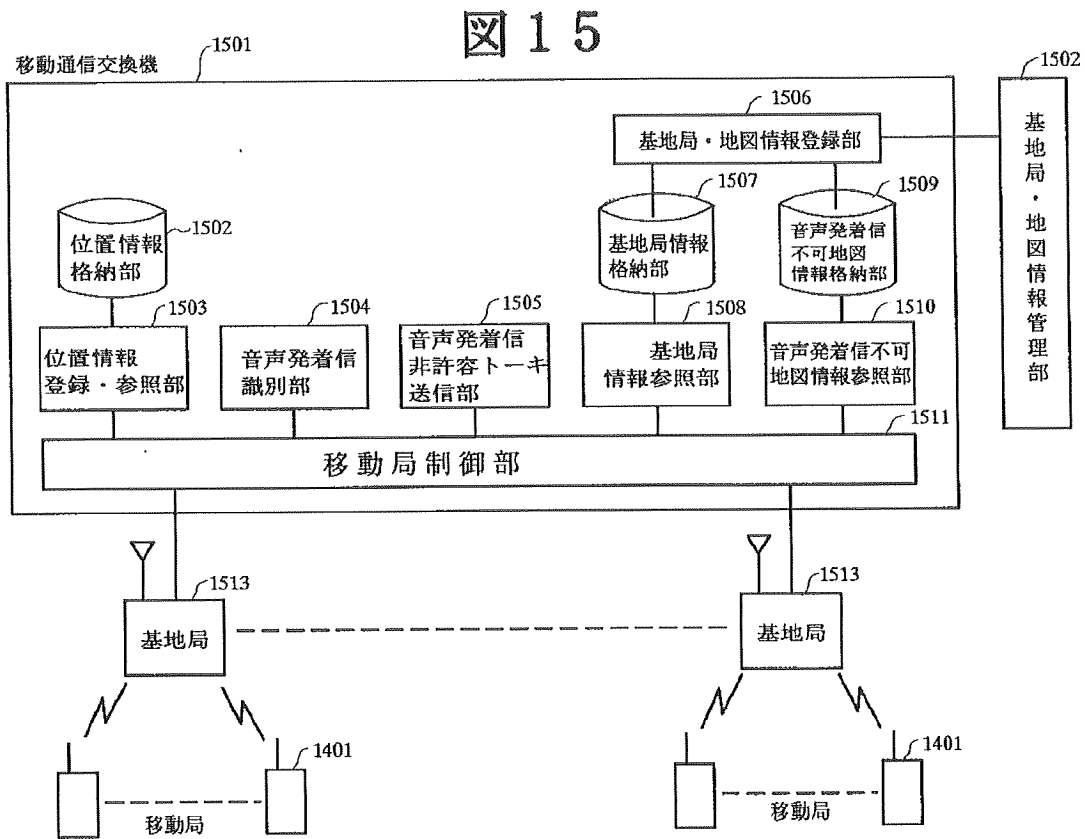 図15
1501
移動通信交換機
1502
基地局・地図情報管理部
1506
基地局・地図情報登録部
1507
基地局情報
格納部
1509
音声発着信
不可地図
情報格納部
位置情報
格納部
1502
1503
位置情報
登録・参照部
1504
音声発着信
識別部
1505
音声発着信
非許容トーキ
送信部
1508
基地局
情報参照部
1510
音声発着信不可
地図情報参照部
1511
移動局制御部
1513
基地局
1513
基地局
1401
移動局
1401
移動局